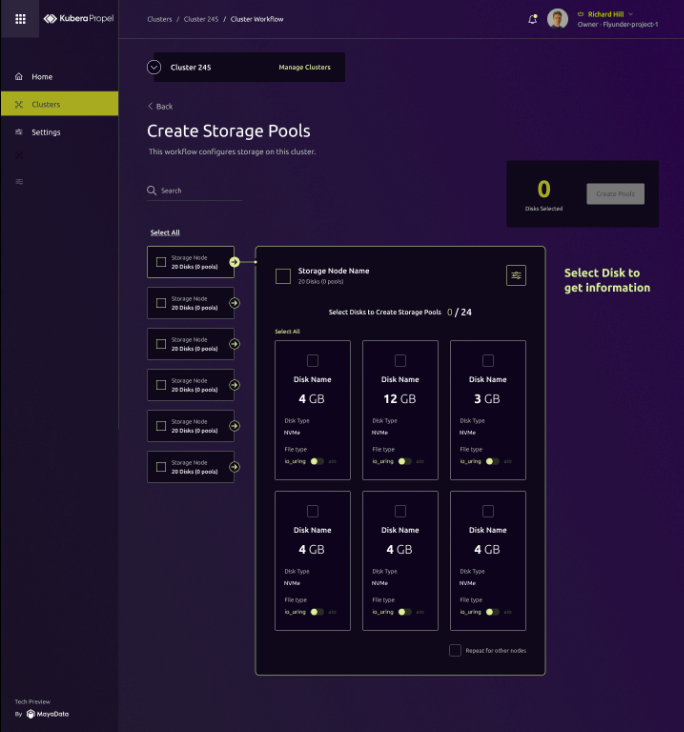 Kubera Propel
Clusters / Cluster 245 / Cluster Workflow
Richard Hill
Owner - Flyunder-project-1
Home
Clusters
Settings
Cluster 245
Manage Clusters
Back
Create Storage Pools
This workflow configures storage on this cluster.
Search
0
Disks Selected
Create Pools
Select All
Storage Node
20 Disks (0 pools)
Storage Node
20 Disks (0 pools)
Storage Node
20 Disks (0 pools)
Storage Node
20 Disks (0 pools)
Storage Node
20 Disks (0 pools)
Storage Node
20 Disks (0 pools)
Storage Node Name
20 Disks (0 pools)
Select Disks to Create Storage Pools 0 / 24
Select All
Disk Name
4 GB
Disk Type
NVMe
File type
io_uring
Disk Name
12 GB
Disk Type
NVMe
File type
io_uring
Disk Name
3 GB
Disk Type
NVMe
File type
io_uring
Disk Name
4 GB
Disk Type
NVMe
File type
io_uring
Disk Name
4 GB
Disk Type
NVMe
File type
io_uring
Disk Name
4 GB
Disk Type
NVMe
File type
io_uring
Repeat for other nodes
Select Disk to
get information
Tech Preview
By MayaData